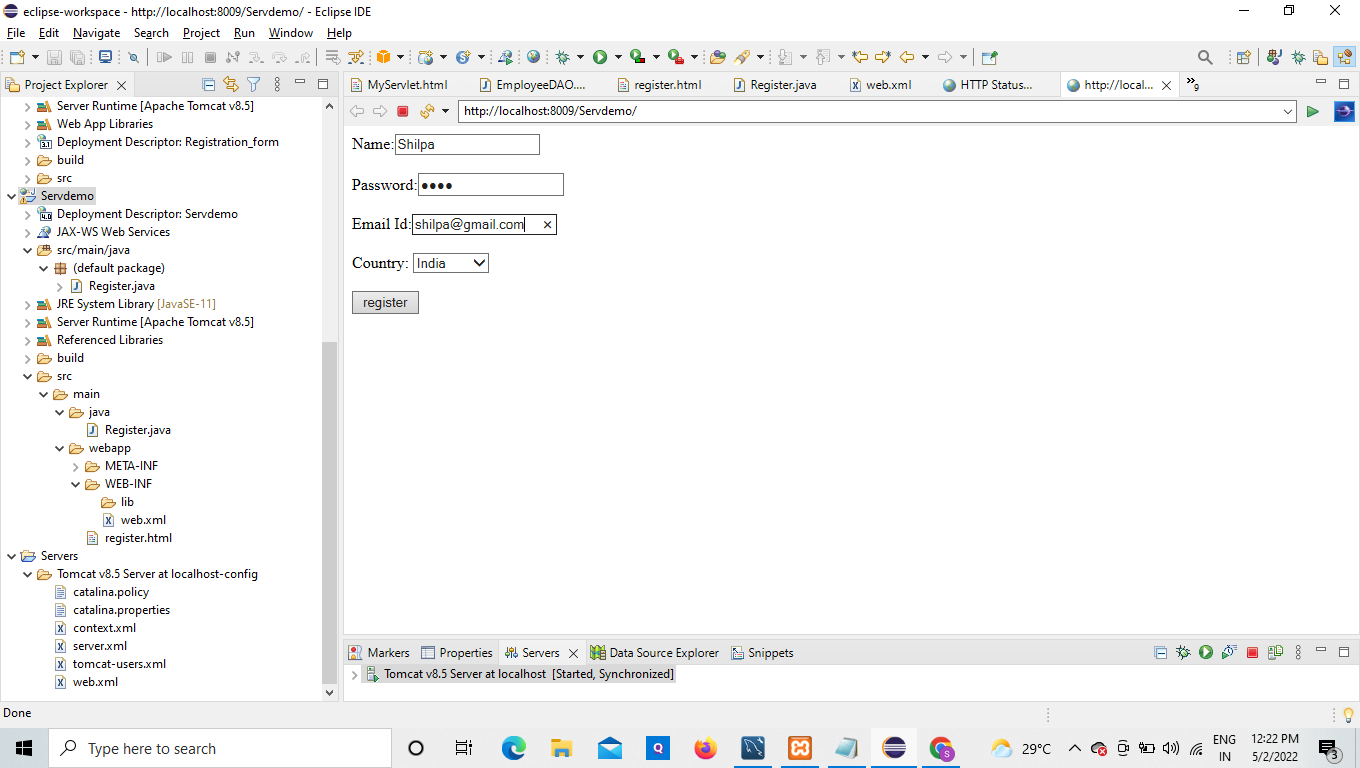 eclipse-workspace - http://localhost:8009/Servdemo/ - Eclipse IDE
File Edit Navigate Search Project Run Window Help
Project Explorer
MyServlet.html EmployeeDAO.... register.html Register.java web.xml HTTP Status... http://local... »9
http://localhost:8009/Servdemo/
Server Runtime [Apache Tomcat v8.5]
Web App Libraries
Deployment Descriptor: Registration_form
build
src
Servdemo
Deployment Descriptor: Servdemo
JAX-WS Web Services
src/main/java
(default package)
Register.java
JRE System Library [JavaSE-11]
Server Runtime [Apache Tomcat v8.5]
Referenced Libraries
build
src
main
java
Register.java
webapp
META-INF
WEB-INF
lib
web.xml
register.html
Servers
Tomcat v8.5 Server at localhost-config
catalina.policy
catalina.properties
context.xml
server.xml
tomcat-users.xml
web.xml
Name: Shilpa
Password: ●●●●
Email Id: shilpa@gmail.com
Country: India
register
Markers Properties Servers Data Source Explorer Snippets
Tomcat v8.5 Server at localhost [Started, Synchronized]
Done
Type here to search
29°C
ENG
IN
12:22 PM
5/2/2022
3